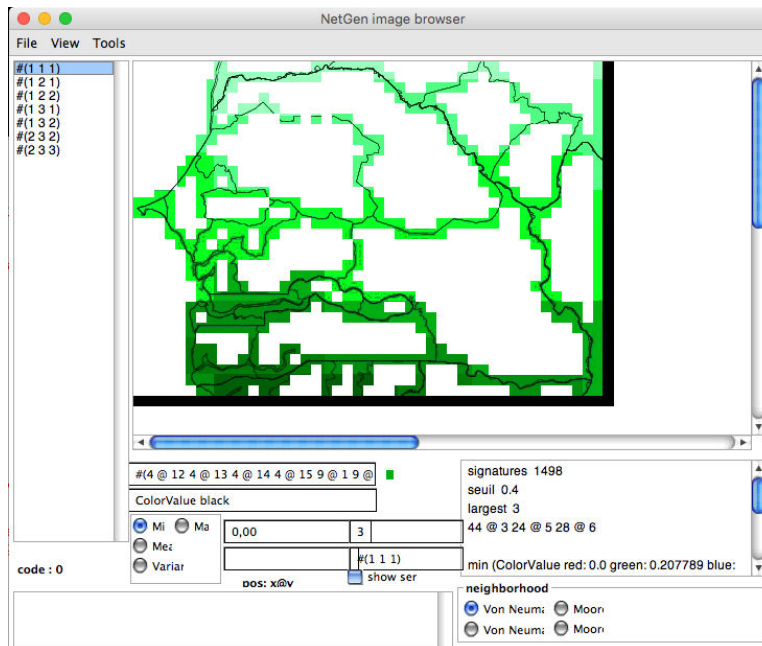 NetGen image browser
File View Tools
#(1 1 1)
#(1 2 1)
#(1 2 2)
#(1 3 1)
#(1 3 2)
#(2 3 2)
#(2 3 3)
#(4 @ 12 4 @ 13 4 @ 14 4 @ 15 9 @ 1 9 @
ColorValue black
Mi Ma
Mea
Variar
0,00 3
#(1 1 1)
show ser
code : 0
pos: x@y
signatures 1498
seuil 0.4
largest 3
44 @ 3 24 @ 5 28 @ 6
min (ColorValue red: 0.0 green: 0.207789 blue:
neighborhood
Von Neuma Moore
Von Neuma Moore